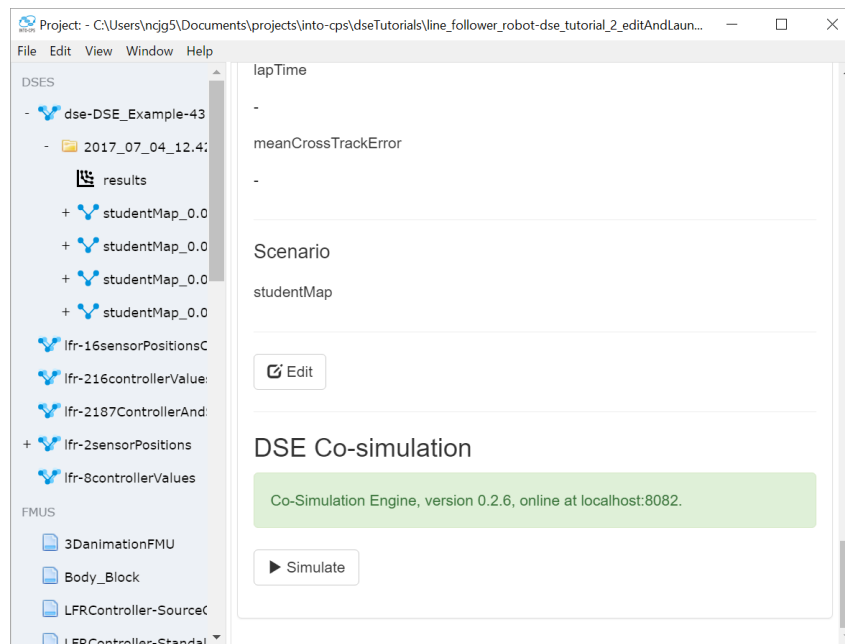 Project: - C:\Users\ncjg5\Documents\projects\into-cps\dseTutorials\line_follower_robot-dse_tutorial_2_editAndLaun...
File Edit View Window Help
DSES
- dse-DSE_Example-43
- 2017_07_04_12.42
results
+ studentMap_0.0
+ studentMap_0.0
+ studentMap_0.0
+ studentMap_0.0
lfr-16sensorPositionsC
lfr-216controllerValue
lfr-2187ControllerAnd
+ lfr-2sensorPositions
lfr-8controllerValues
FMUS
3DanimationFMU
Body_Block
LFRController-SourceC
LFRController-Standal
lapTime
-
meanCrossTrackError
-
Scenario
studentMap
Edit
DSE Co-simulation
Co-Simulation Engine, version 0.2.6, online at localhost:8082.
Simulate